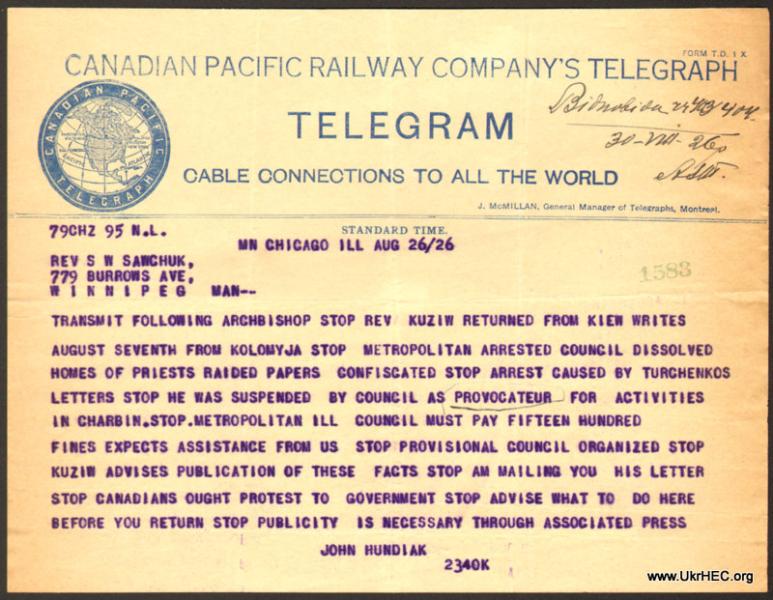 FORM T.D. 1 X
CANADIAN PACIFIC RAILWAY COMPANY'S TELEGRAPH
CANADIAN PACIFIC
TELEGRAPH
TELEGRAM
30-VIII-26
CABLE CONNECTIONS TO ALL THE WORLD
J. McMILLAN, General Manager of Telegraphs, Montreal.
79CHZ 95 N.L.
STANDARD TIME.
MN CHICAGO ILL AUG 26/26
REV S W SAWCHUK,
1583
779 BURROWS AVE,
WINNIPEG MAN--
TRANSMIT FOLLOWING ARCHBISHOP STOP REV KUZIW RETURNED FROM KIEW WRITES
AUGUST SEVENTH FROM KOLOMYJA STOP METROPOLITAN ARRESTED COUNCIL DISSOLVED
HOMES OF PRIESTS RAIDED PAPERS CONFISCATED STOP ARREST CAUSED BY TURCHENKOS
LETTERS STOP HE WAS SUSPENDED BY COUNCIL AS PROVOCATEUR FOR ACTIVITIES
IN CHARBIN.STOP.METROPOLITAN ILL COUNCIL MUST PAY FIFTEEN HUNDRED
FINES EXPECTS ASSISTANCE FROM US STOP PROVISIONAL COUNCIL ORGANIZED STOP
KUZIW ADVISES PUBLICATION OF THESE FACTS STOP AM MAILING YOU HIS LETTER
STOP CANADIANS OUGHT PROTEST TO GOVERNMENT STOP ADVISE WHAT TO DO HERE
BEFORE YOU RETURN STOP PUBLICITY IS NECESSARY THROUGH ASSOCIATED PRESS
JOHN HUNDIAK
2340K
www.UkrHEC.org